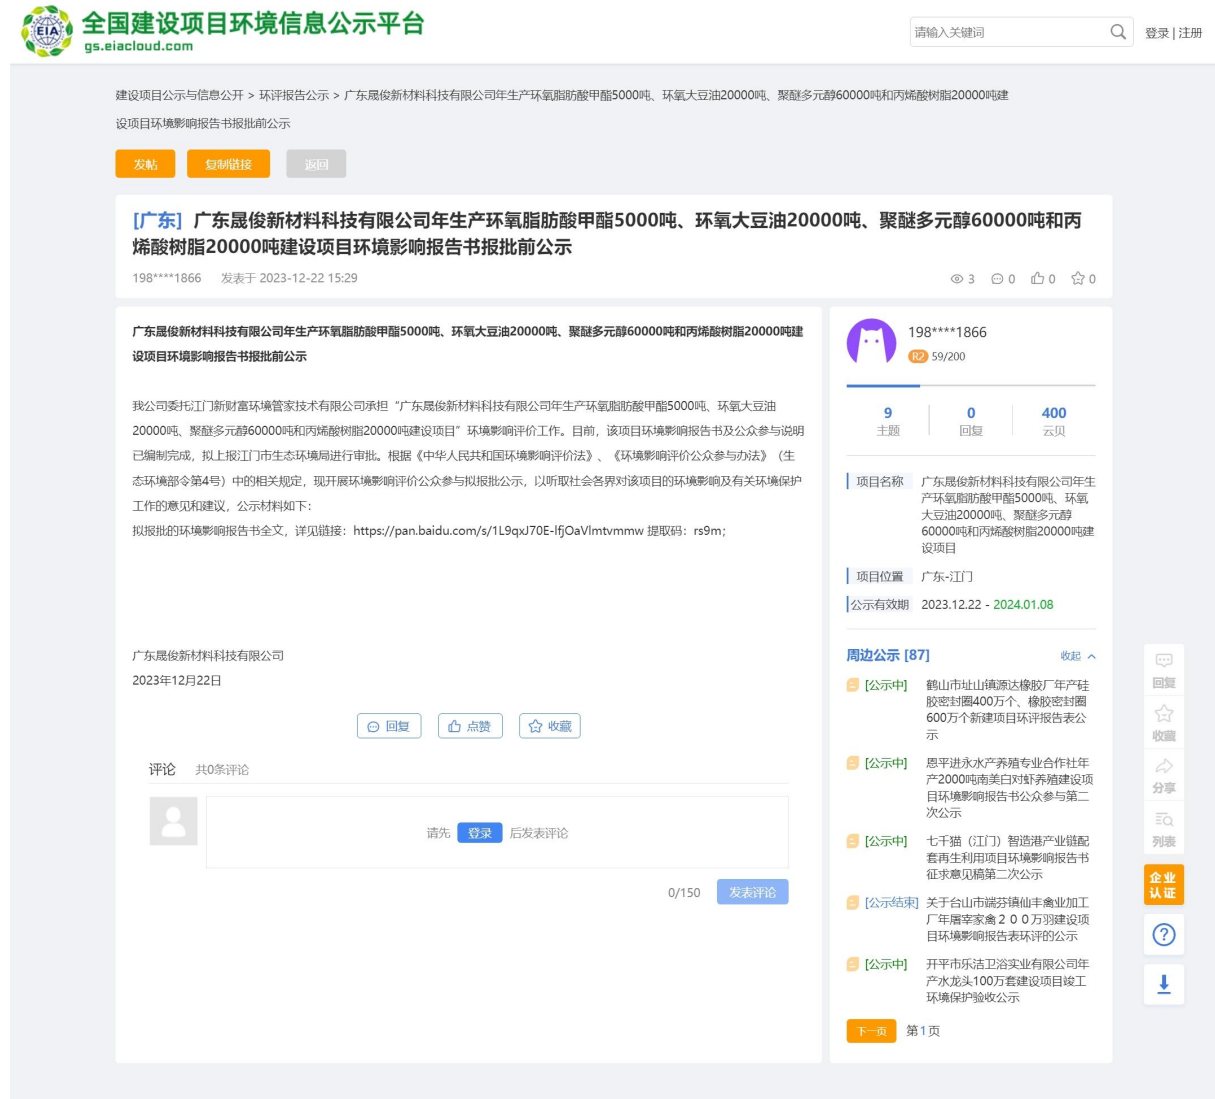 EIA
全国建设项目环境信息公示平台
gs.eiacloud.com
请输入关键词
登录 | 注册
建设项目公示与信息公开 > 环评报告公示 > 广东晟俊新材料科技有限公司年生产环氧脂肪酸甲酯5000吨、环氧大豆油20000吨、聚醚多元醇60000吨和丙烯酸树脂20000吨建
设项目环境影响报告书报批前公示
发帖
复制链接
返回
[广东] 广东晟俊新材料科技有限公司年生产环氧脂肪酸甲酯5000吨、环氧大豆油20000吨、聚醚多元醇60000吨和丙
烯酸树脂20000吨建设项目环境影响报告书报批前公示
198****1866 发表于 2023-12-22 15:29
3 0 0 0
广东晟俊新材料科技有限公司年生产环氧脂肪酸甲酯5000吨、环氧大豆油20000吨、聚醚多元醇60000吨和丙烯酸树脂20000吨建
设项目环境影响报告书报批前公示
我公司委托江门新财富环境管家技术有限公司承担“广东晟俊新材料科技有限公司年生产环氧脂肪酸甲酯5000吨、环氧大豆油
20000吨、聚醚多元醇60000吨和丙烯酸树脂20000吨建设项目”环境影响评价工作。目前，该项目环境影响报告书及公众参与说明
已编制完成，拟上报江门市生态环境局进行审批。根据《中华人民共和国环境影响评价法》、《环境影响评价公众参与办法》（生
态环境部令第4号）中的相关规定，现开展环境影响评价公众参与拟报批公示，以听取社会各界对该项目的环境影响及有关环境保护
工作的意见和建议，公示材料如下：
拟报批的环境影响报告书全文，详见链接：https://pan.baidu.com/s/1L9qxJ70E-lfjOaVlmtvmmw 提取码：rs9m；
广东晟俊新材料科技有限公司
2023年12月22日
回复
点赞
收藏
评论 共0条评论
请先 登录 后发表评论
0/150 发表评论
198****1866
R2 59/200
9 0 400
主题 回复 云贝
项目名称 广东晟俊新材料科技有限公司年生
产环氧脂肪酸甲酯5000吨、环氧
大豆油20000吨、聚醚多元醇
60000吨和丙烯酸树脂20000吨建
设项目
项目位置 广东-江门
公示有效期 2023.12.22 - 2024.01.08
周边公示 [87] 收起
[公示中] 鹤山市址山镇源达橡胶厂年产硅
胶密封圈400万个、橡胶密封圈
600万个新建项目环评报告表公
示
[公示中] 恩平进永水产养殖专业合作社年
产2000吨南美白对虾养殖建设项
目环境影响报告书公众参与第二
次公示
[公示中] 七千猫（江门）智造港产业链配
套再生利用项目环境影响报告书
征求意见稿第二次公示
[公示结束] 关于台山市端芬镇仙丰禽业加工
厂年屠宰家禽２００万羽建设项
目环境影响报告表环评的公示
[公示中] 开平市乐洁卫浴实业有限公司年
产水龙头100万套建设项目竣工
环境保护验收公示
下一页 第1页
回复
收藏
分享
列表
企业
认证